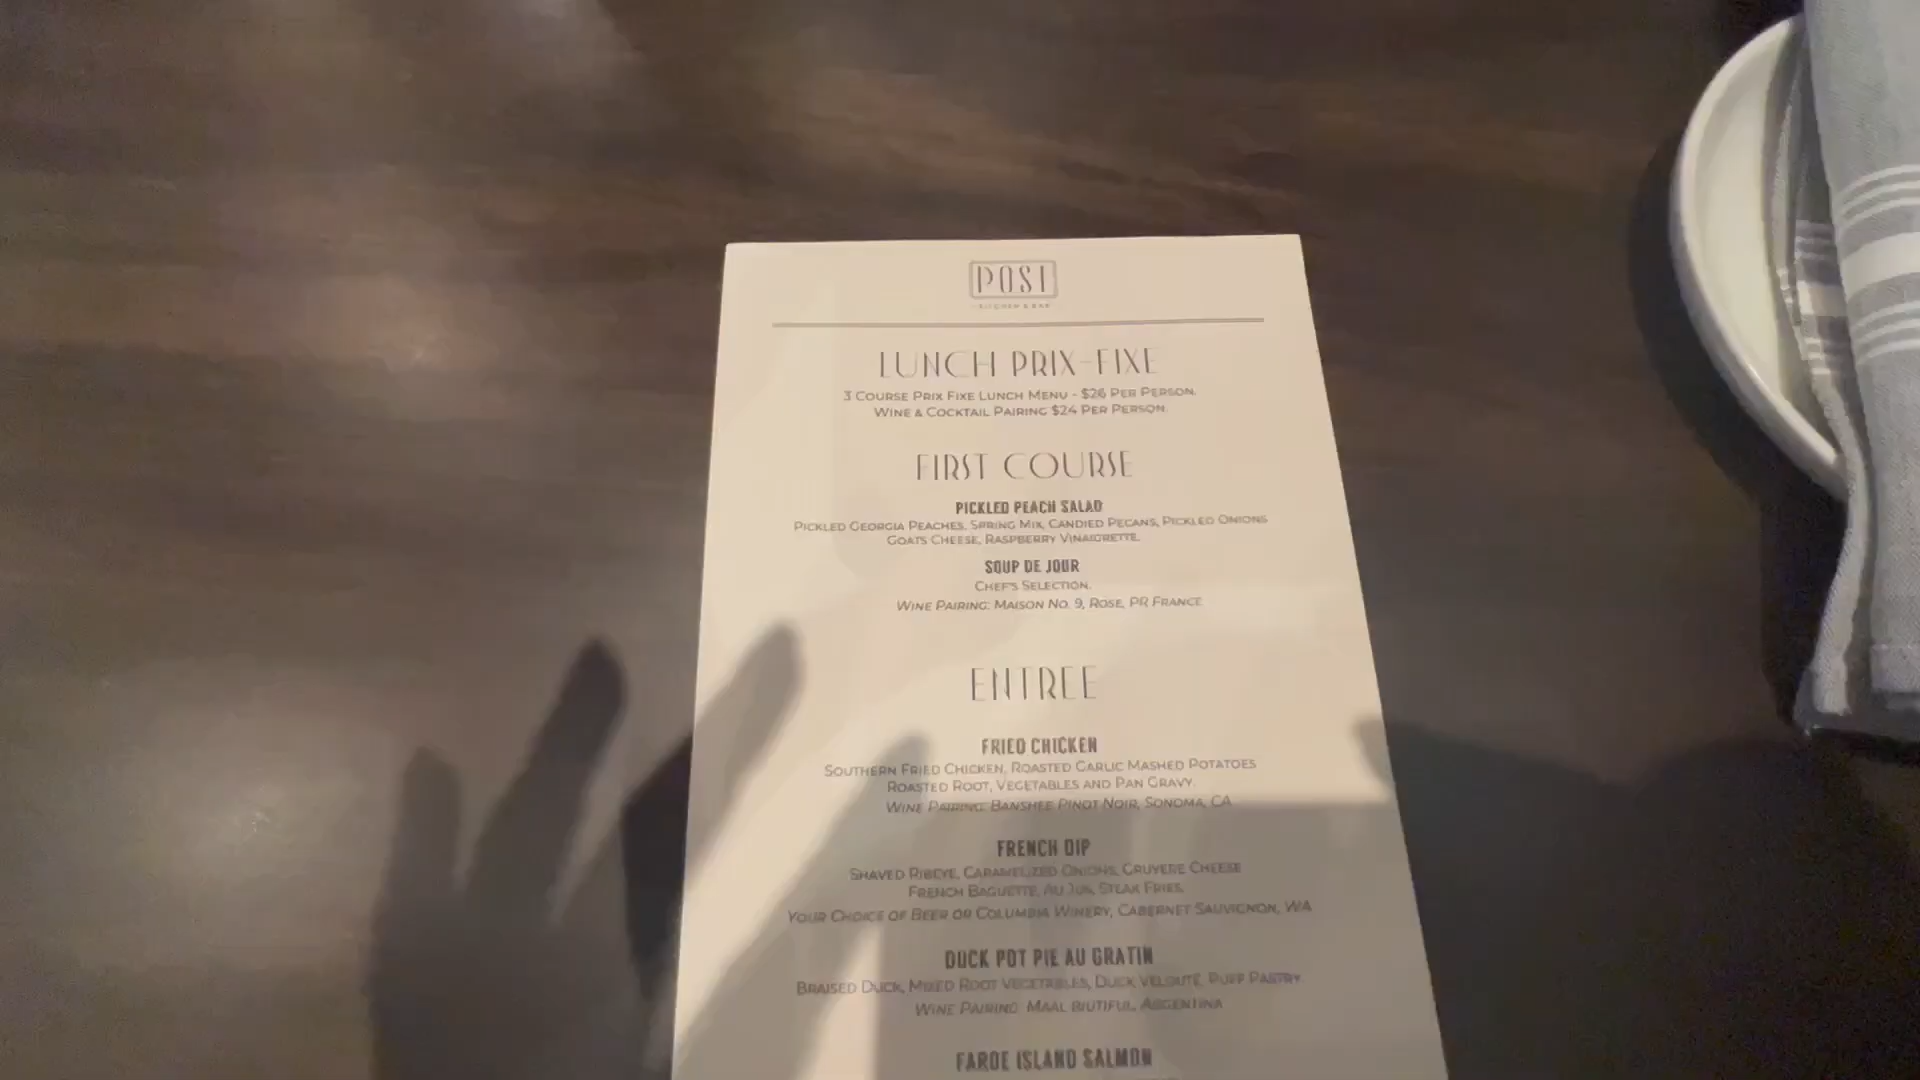 POST
KITCHEN & BAR
LUNCH PRIX-FIXE
3 COURSE PRIX FIXE LUNCH MENU - $26 PER PERSON.
WINE & COCKTAIL PAIRING $24 PER PERSON.
FIRST COURSE
PICKLED PEACH SALAD
PICKLED GEORGIA PEACHES, SPRING MIX, CANDIED PECANS, PICKLED ONIONS
GOATS CHEESE, RASPBERRY VINAIGRETTE.
SOUP DE JOUR
CHEF'S SELECTION.
WINE PAIRING: MAISON NO. 9, ROSE, PR FRANCE
ENTREE
FRIED CHICKEN
SOUTHERN FRIED CHICKEN, ROASTED GARLIC MASHED POTATOES
ROASTED ROOT, VEGETABLES AND PAN GRAVY.
WINE PAIRING: BANSHEE PINOT NOIR, SONOMA, CA
FRENCH DIP
SHAVED RIBEYE, CARAMELIZED ONIONS, GRUYERE CHEESE
FRENCH BAGUETTE, AU JUS, STEAK FRIES.
YOUR CHOICE OF BEER OR COLUMBIA WINERY, CABERNET SAUVIGNON, WA
DUCK POT PIE AU GRATIN
BRAISED DUCK, MIXED ROOT VEGETABLES, DUCK VELOUTE, PUFF PASTRY
WINE PAIRING: MAAL BIUTIFUL, ARGENTINA
FAROE ISLAND SALMON